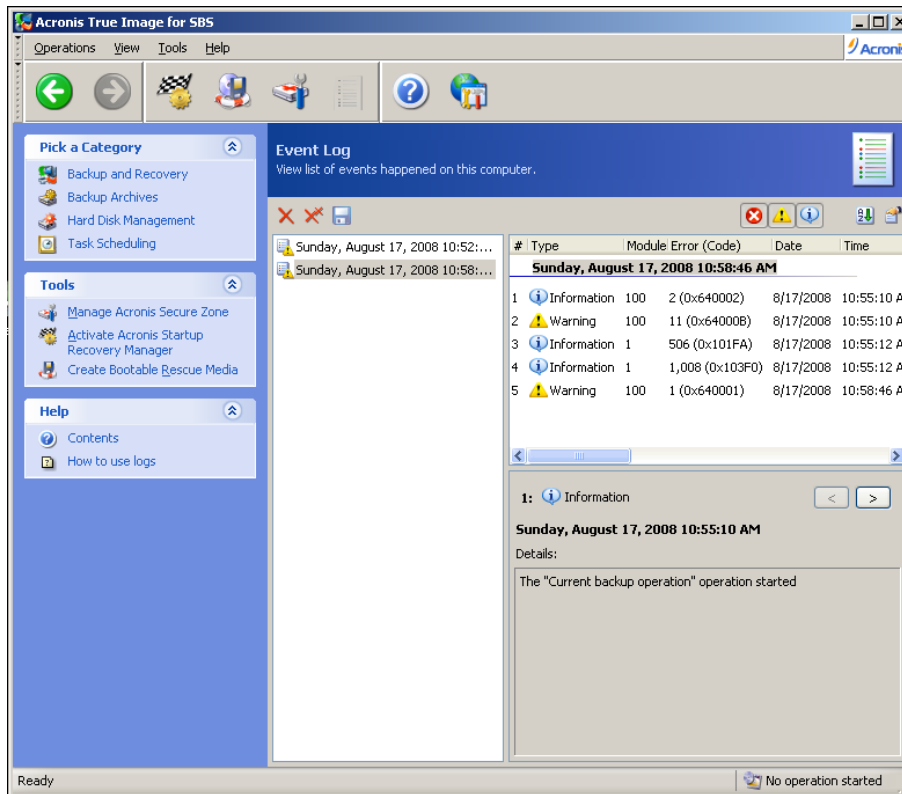 Acronis True Image for SBS
Operations View Tools Help
Acronis
Pick a Category
Backup and Recovery
Backup Archives
Hard Disk Management
Task Scheduling
Tools
Manage Acronis Secure Zone
Activate Acronis Startup
Recovery Manager
Create Bootable Rescue Media
Help
Contents
How to use logs
Event Log
View list of events happened on this computer.
Sunday, August 17, 2008 10:52:...
Sunday, August 17, 2008 10:58:...
# Type Module Error (Code) Date Time
Sunday, August 17, 2008 10:58:46 AM
1 Information 100 2 (0x640002) 8/17/2008 10:55:10 A
2 Warning 100 11 (0x64000B) 8/17/2008 10:55:10 A
3 Information 1 506 (0x101FA) 8/17/2008 10:55:12 A
4 Information 1 1,008 (0x103F0) 8/17/2008 10:55:12 A
5 Warning 100 1 (0x640001) 8/17/2008 10:58:46 A
1: Information < >
Sunday, August 17, 2008 10:55:10 AM
Details:
The "Current backup operation" operation started
Ready No operation started